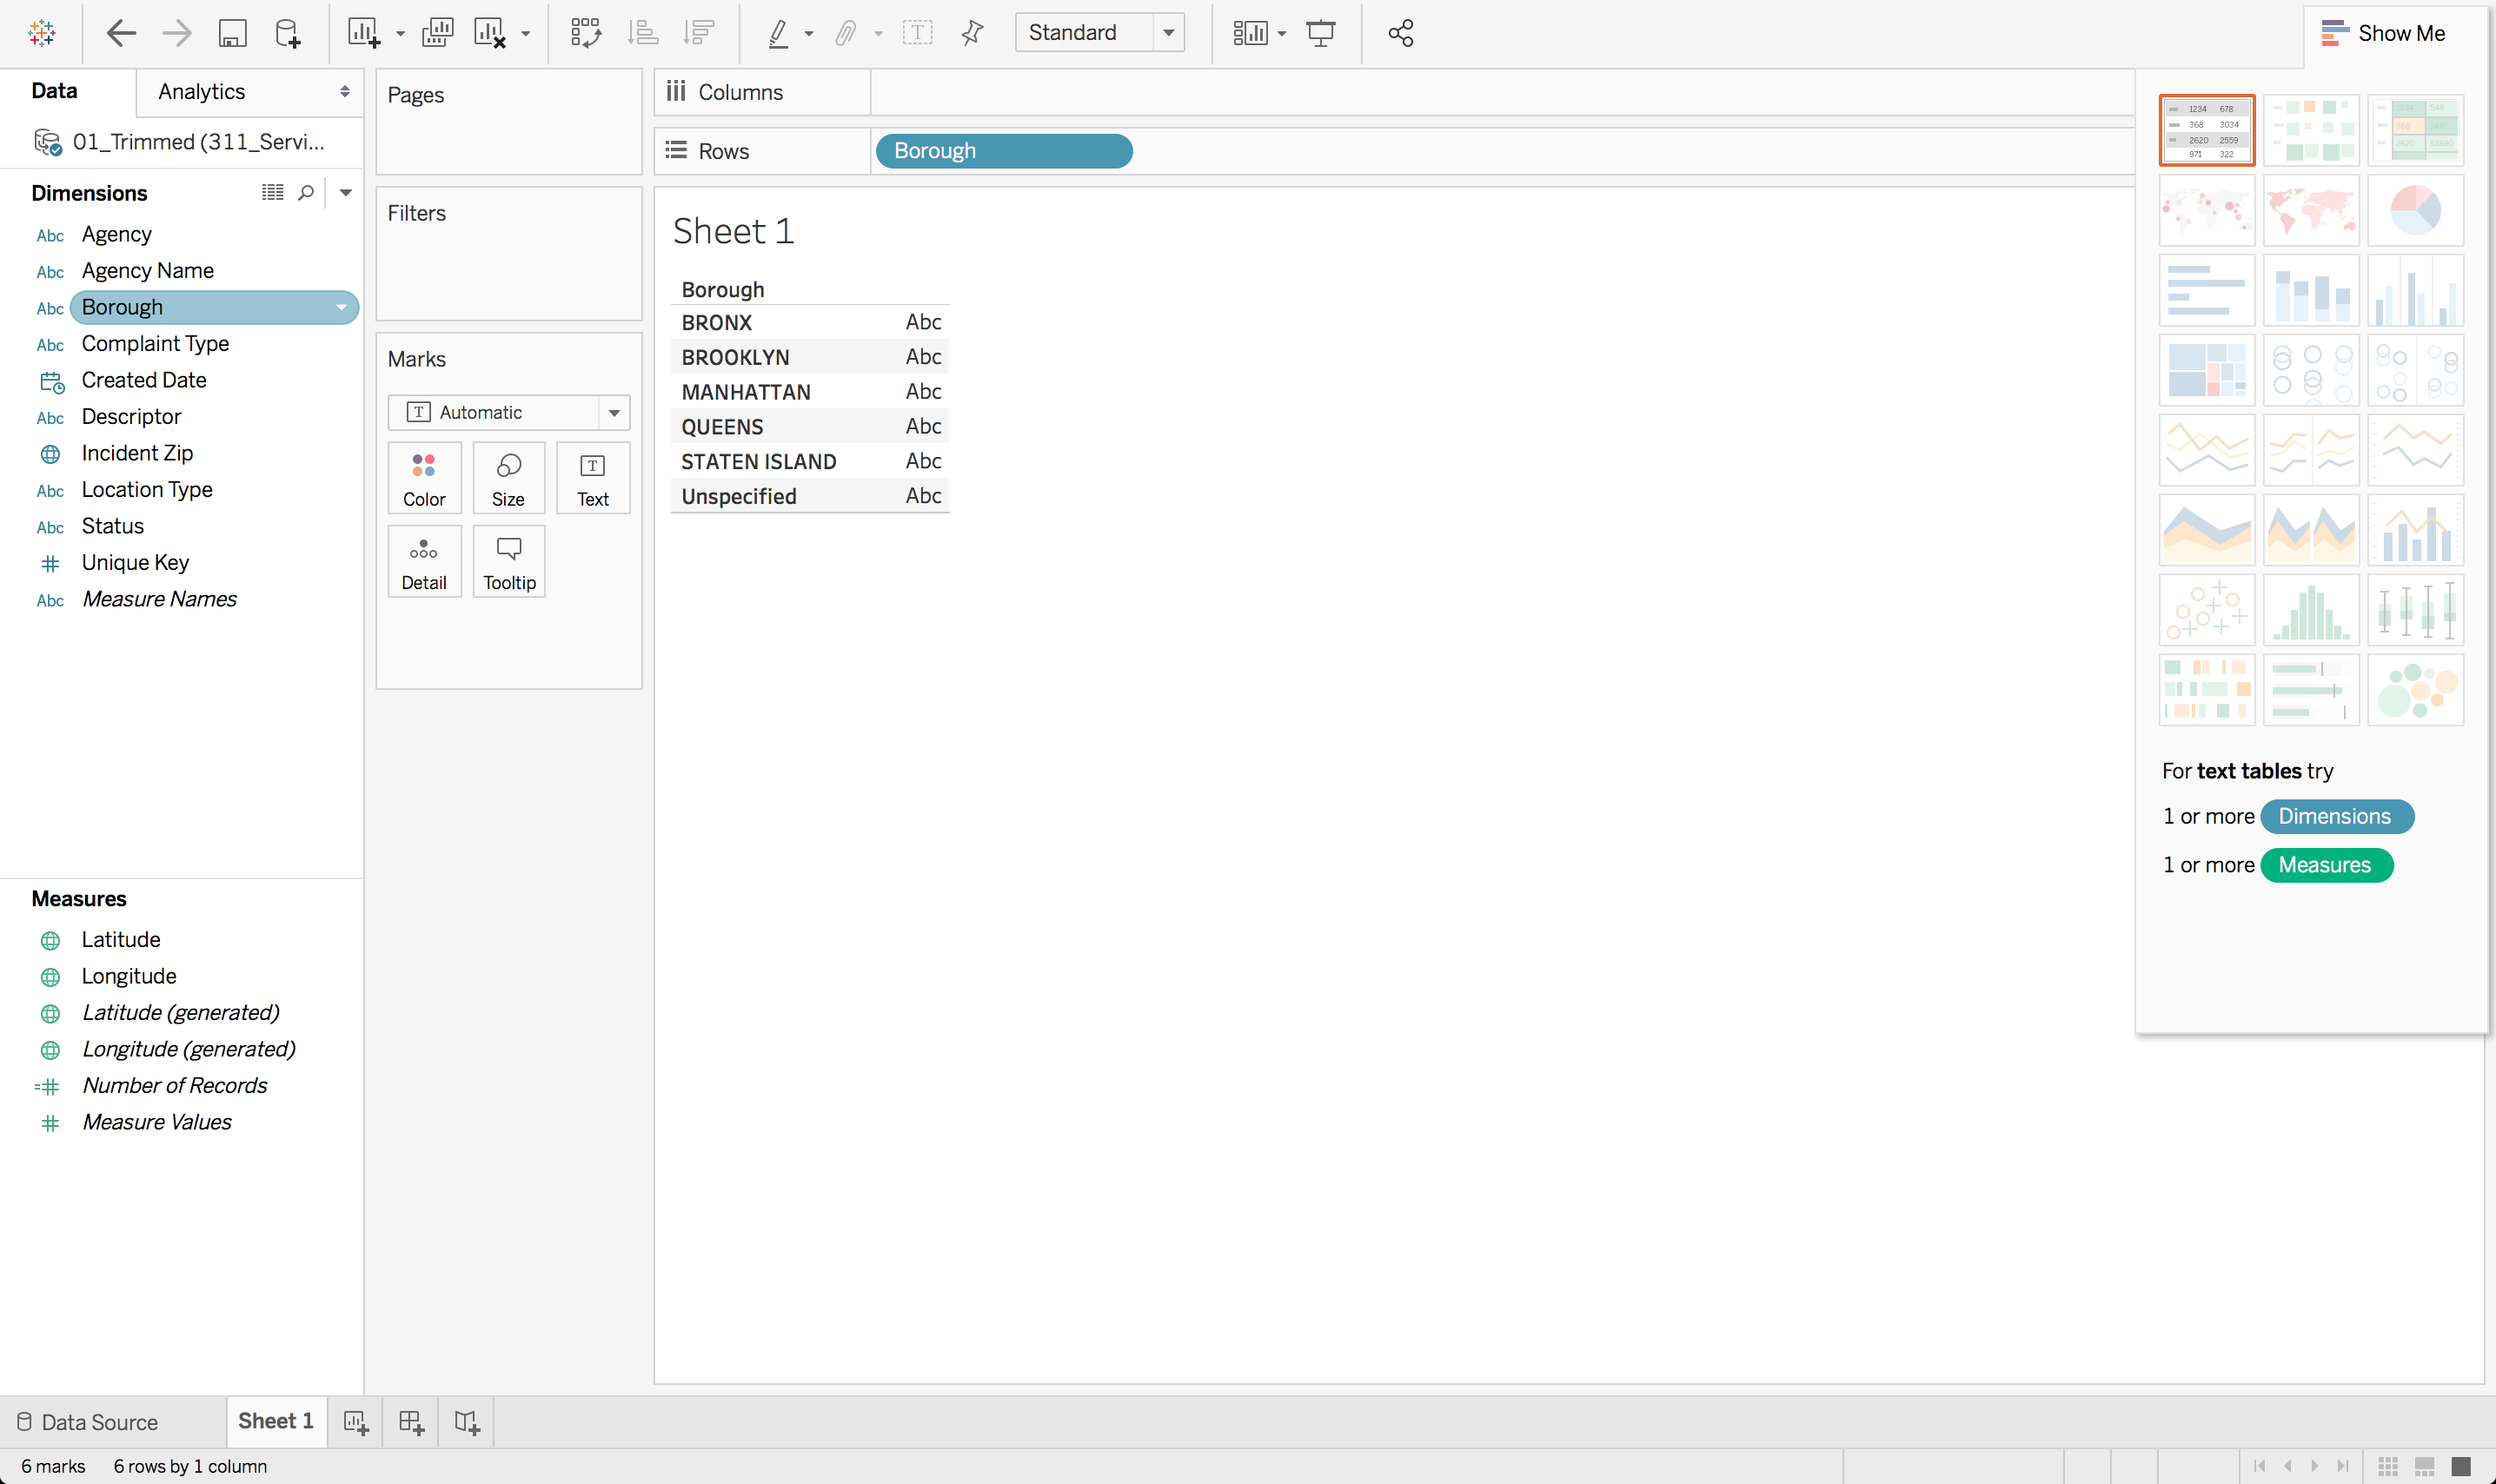 Standard
Show Me
Data
Analytics
01_Trimmed (311_Servi...
Dimensions
Abc Agency
Abc Agency Name
Abc Borough
Abc Complaint Type
Created Date
Abc Descriptor
Incident Zip
Abc Location Type
Abc Status
Unique Key
Abc Measure Names
Measures
Latitude
Longitude
Latitude (generated)
Longitude (generated)
Number of Records
Measure Values
Pages
Filters
Marks
T Automatic
Color
Size
T Text
Detail
Tooltip
Columns
Rows
Borough
Sheet 1
Borough
BRONX Abc
BROOKLYN Abc
MANHATTAN Abc
QUEENS Abc
STATEN ISLAND Abc
Unspecified Abc
1234 678
368 3034
2620 2559
971 322
For text tables try
1 or more Dimensions
1 or more Measures
Data Source
Sheet 1
6 marks
6 rows by 1 column